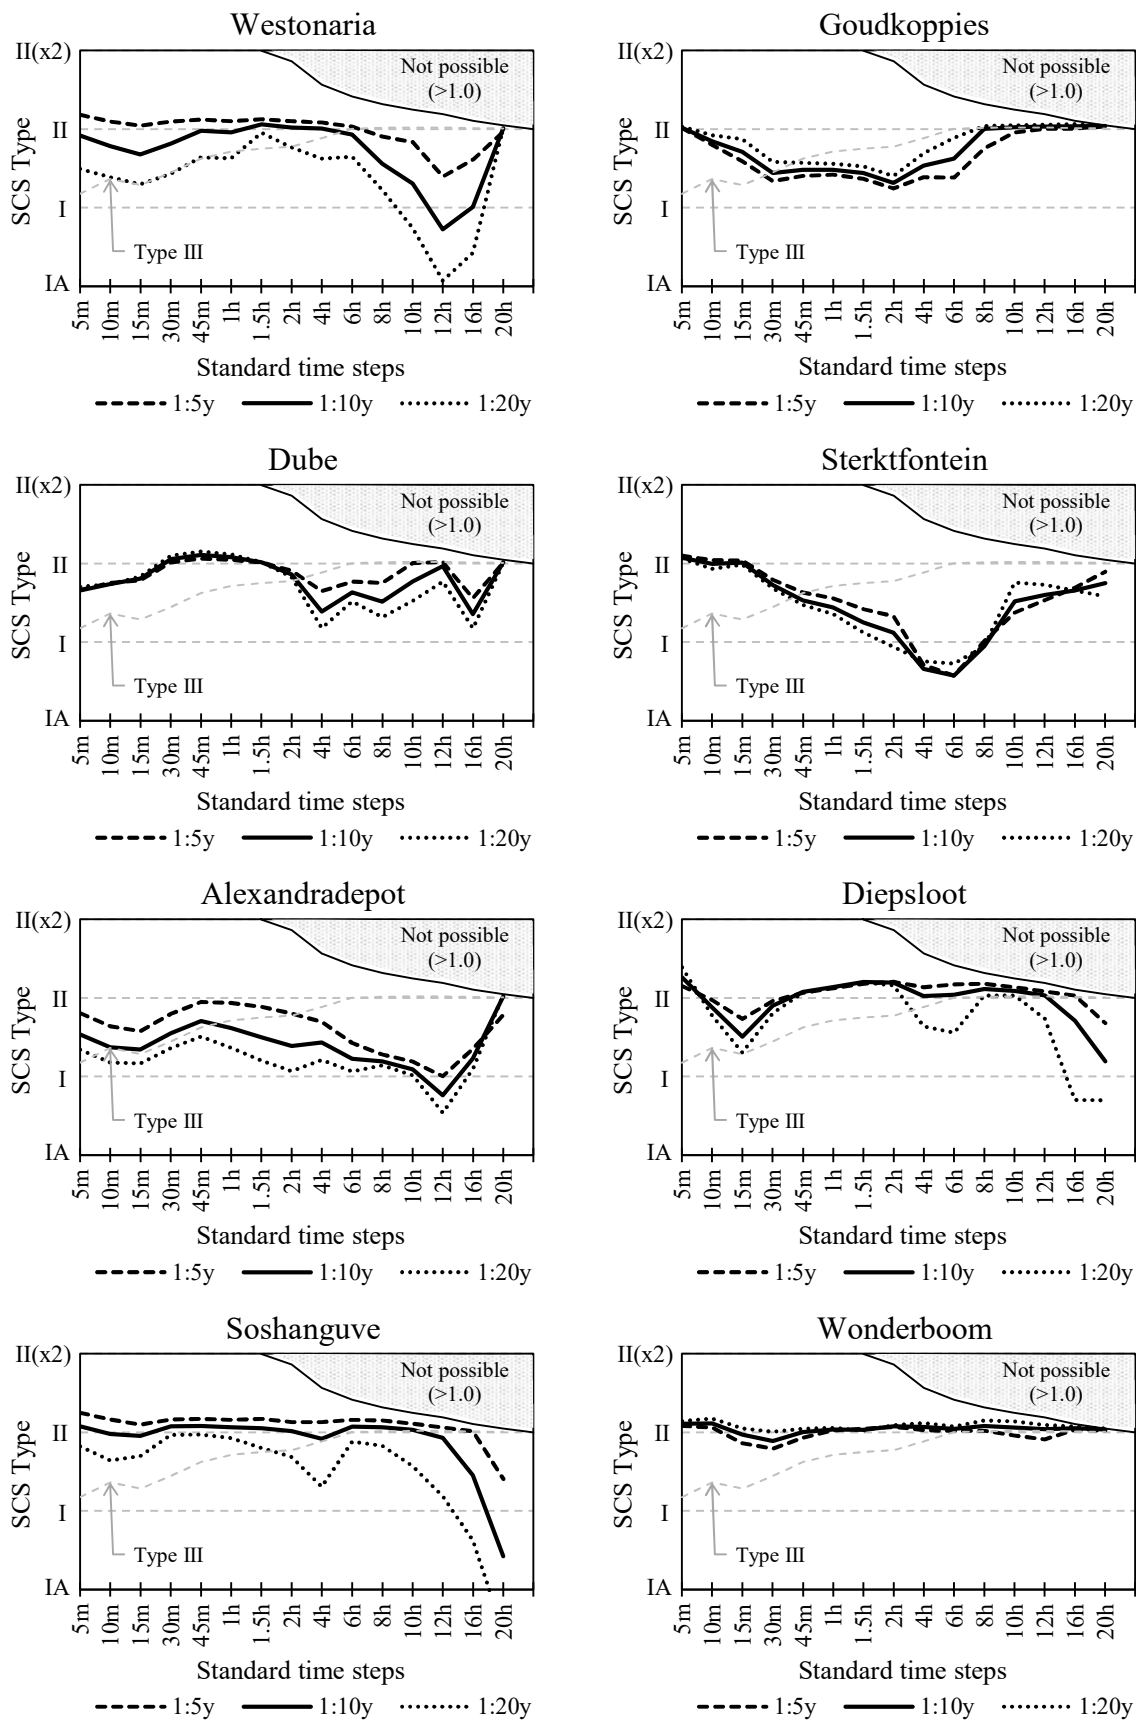 Westonaria
II(x2)
II
I
IA
SCS Type
Not possible
(>1.0)
Type III
5m 10m 15m 30m 45m 1h 1.5h 2h 4h 6h 8h 10h 12h 16h 20h
Standard time steps
1:5y 1:10y 1:20y
Goudkoppies
II(x2)
II
I
IA
SCS Type
Not possible
(>1.0)
Type III
5m 10m 15m 30m 45m 1h 1.5h 2h 4h 6h 8h 10h 12h 16h 20h
Standard time steps
1:5y 1:10y 1:20y
Dube
II(x2)
II
I
IA
SCS Type
Not possible
(>1.0)
Type III
5m 10m 15m 30m 45m 1h 1.5h 2h 4h 6h 8h 10h 12h 16h 20h
Standard time steps
1:5y 1:10y 1:20y
Sterktfontein
II(x2)
II
I
IA
SCS Type
Not possible
(>1.0)
Type III
5m 10m 15m 30m 45m 1h 1.5h 2h 4h 6h 8h 10h 12h 16h 20h
Standard time steps
1:5y 1:10y 1:20y
Alexandradepot
II(x2)
II
I
IA
SCS Type
Not possible
(>1.0)
Type III
5m 10m 15m 30m 45m 1h 1.5h 2h 4h 6h 8h 10h 12h 16h 20h
Standard time steps
1:5y 1:10y 1:20y
Diepsloot
II(x2)
II
I
IA
SCS Type
Not possible
(>1.0)
Type III
5m 10m 15m 30m 45m 1h 1.5h 2h 4h 6h 8h 10h 12h 16h 20h
Standard time steps
1:5y 1:10y 1:20y
Soshanguve
II(x2)
II
I
IA
SCS Type
Not possible
(>1.0)
Type III
5m 10m 15m 30m 45m 1h 1.5h 2h 4h 6h 8h 10h 12h 16h 20h
Standard time steps
1:5y 1:10y 1:20y
Wonderboom
II(x2)
II
I
IA
SCS Type
Not possible
(>1.0)
Type III
5m 10m 15m 30m 45m 1h 1.5h 2h 4h 6h 8h 10h 12h 16h 20h
Standard time steps
1:5y 1:10y 1:20y